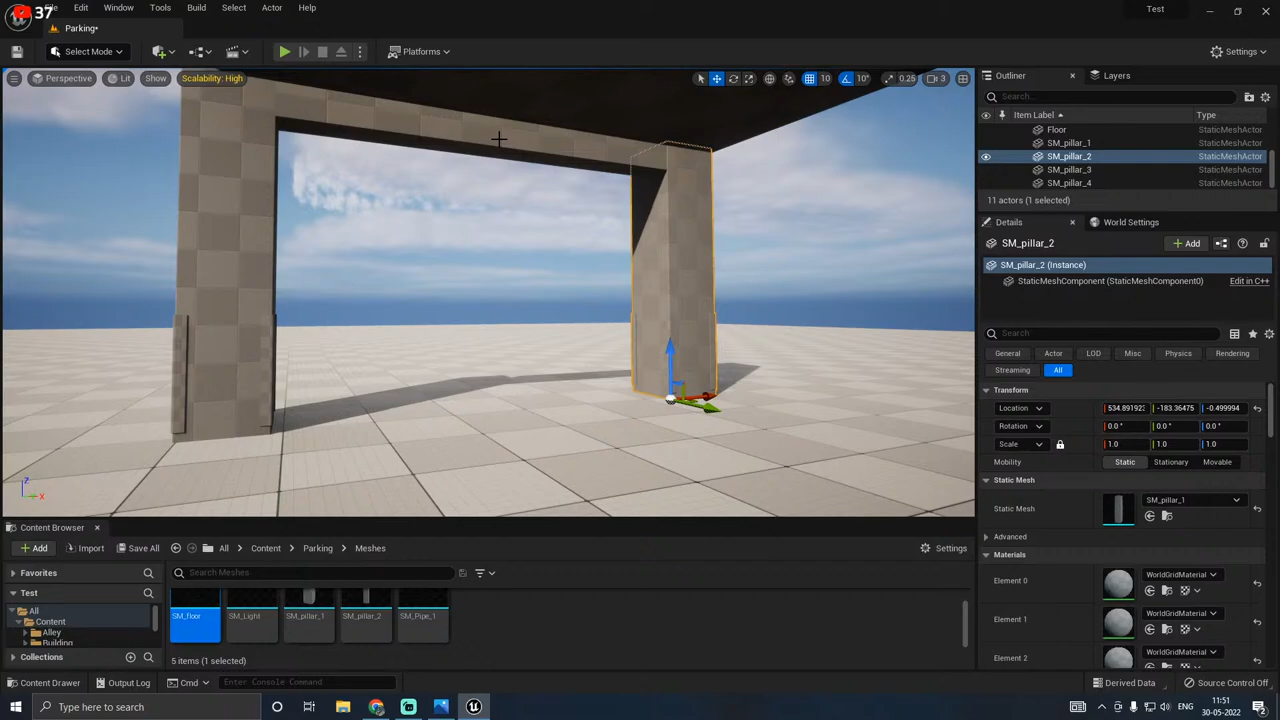 37
Edit Window Tools Build Select Actor Help
Test
Parking*
Select Mode
Platforms
Settings
Perspective Lit Show Scalability: High
10 10° 0.25 3
Outliner Layers
Search...
Item Label Type
Floor StaticMeshActor
SM_pillar_1 StaticMeshActor
SM_pillar_2 StaticMeshActor
SM_pillar_3 StaticMeshActor
SM_pillar_4 StaticMeshActor
11 actors (1 selected)
Details World Settings
SM_pillar_2 Add
SM_pillar_2 (Instance)
StaticMeshComponent (StaticMeshComponent0) Edit in C++
Search
General Actor LOD Misc Physics Rendering
Streaming All
Transform
Location 534.891923 -183.36475 -0.499994
Rotation 0.0 ° 0.0 ° 0.0 °
Scale 1.0 1.0 1.0
Mobility Static Stationary Movable
Static Mesh
Static Mesh SM_pillar_1
Advanced
Materials
Element 0 WorldGridMaterial
Element 1 WorldGridMaterial
Element 2 WorldGridMaterial
Z
X
Content Browser
Add Import Save All All Content Parking Meshes Settings
Favorites
Search Meshes
Test
All
Content
Alley
Building
Collections
SM_floor SM_Light SM_pillar_1 SM_pillar_2 SM_Pipe_1
5 items (1 selected)
Content Drawer Output Log Cmd Enter Console Command
Derived Data Source Control Off
Type here to search
11:51
30-05-2022
2